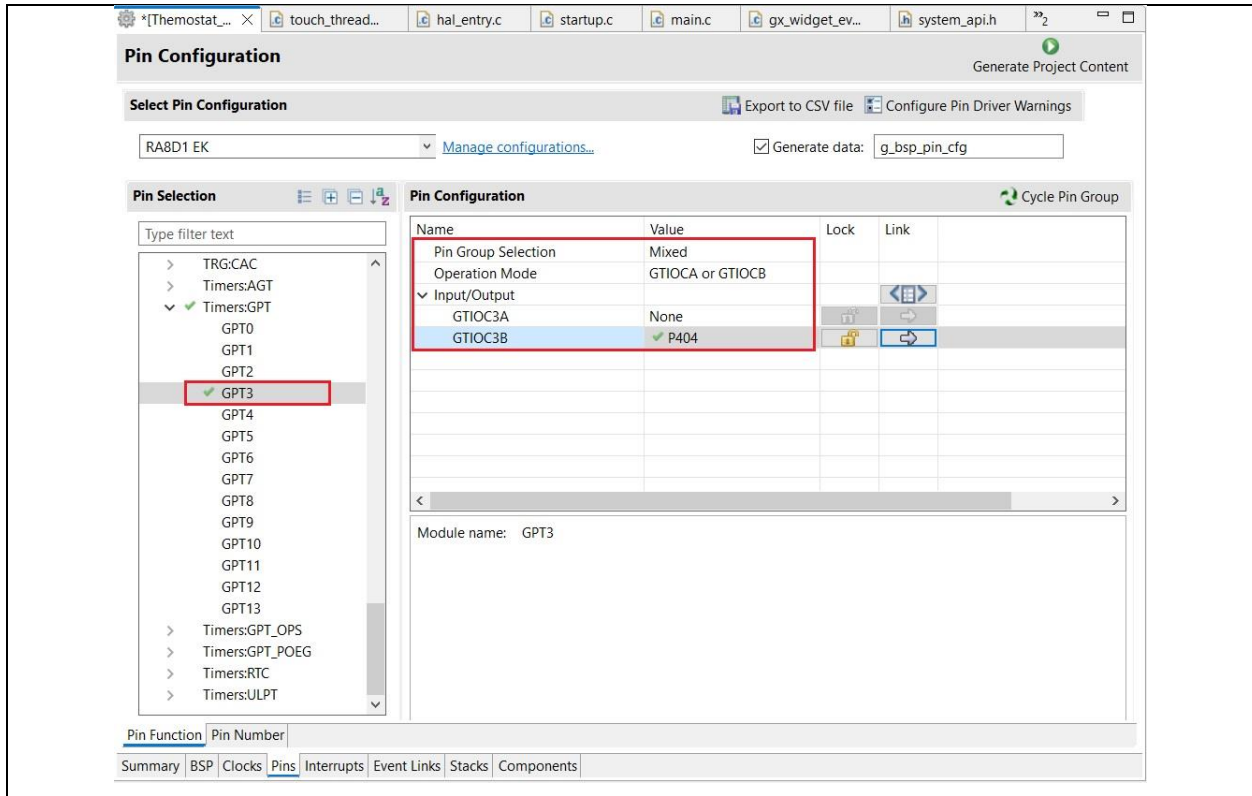 *[Themostat_... touch_thread... hal_entry.c startup.c main.c gx_widget_ev... system_api.h »2
Pin Configuration
Generate Project Content
Select Pin Configuration
Export to CSV file Configure Pin Driver Warnings
RA8D1 EK Manage configurations... Generate data: g_bsp_pin_cfg
Pin Selection
Type filter text
TRG:CAC
Timers:AGT
Timers:GPT
GPT0
GPT1
GPT2
GPT3
GPT4
GPT5
GPT6
GPT7
GPT8
GPT9
GPT10
GPT11
GPT12
GPT13
Timers:GPT_OPS
Timers:GPT_POEG
Timers:RTC
Timers:ULPT
Pin Configuration Cycle Pin Group
Name Value Lock Link
Pin Group Selection Mixed
Operation Mode GTIOCA or GTIOCB
Input/Output
GTIOC3A None
GTIOC3B P404
Module name: GPT3
Pin Function Pin Number
Summary BSP Clocks Pins Interrupts Event Links Stacks Components